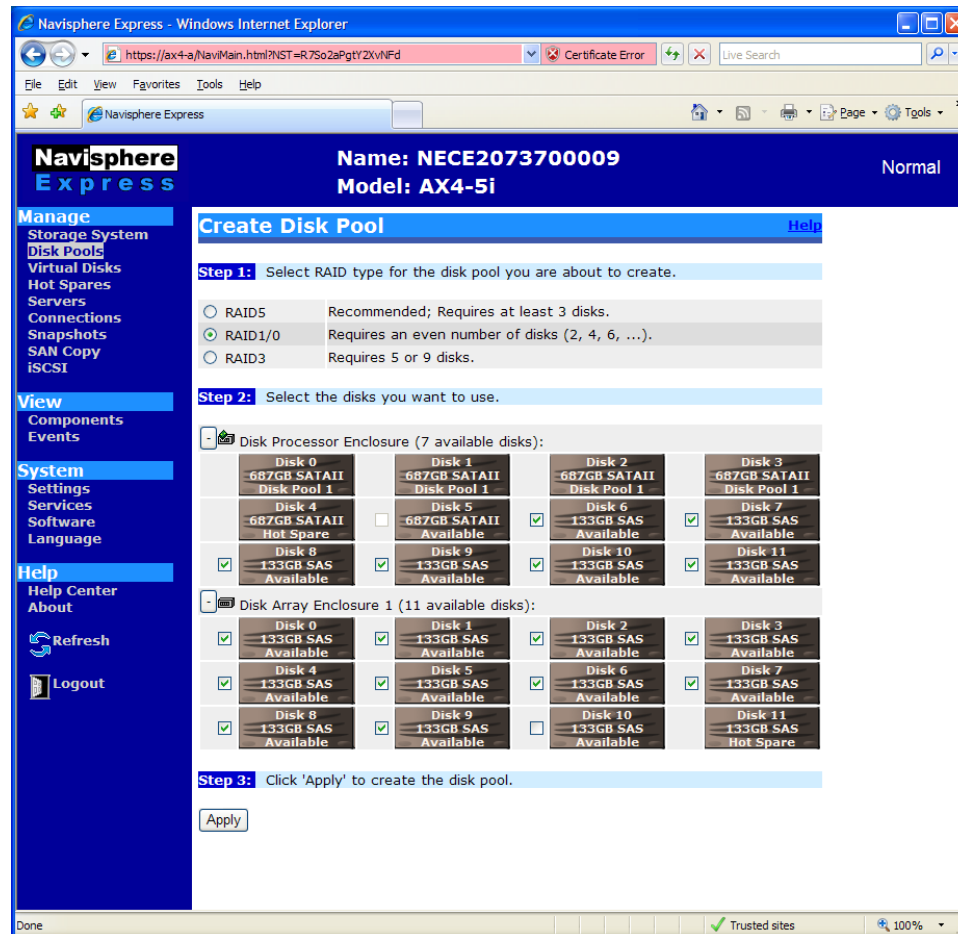 Navisphere Express - Windows Internet Explorer
https://ax4-a/NaviMain.html?NST=R7So2aPgtY2XvNFd
Certificate Error
Live Search
File Edit View Favorites Tools Help
Navisphere Express
Page Tools
Navisphere
Express
Name: NECE2073700009
Model: AX4-5i
Normal
Manage
Storage System
Disk Pools
Virtual Disks
Hot Spares
Servers
Connections
Snapshots
SAN Copy
iSCSI
View
Components
Events
System
Settings
Services
Software
Language
Help
Help Center
About
Refresh
Logout
Create Disk Pool
Help
Step 1: Select RAID type for the disk pool you are about to create.
RAID5 Recommended; Requires at least 3 disks.
RAID1/0 Requires an even number of disks (2, 4, 6, ...).
RAID3 Requires 5 or 9 disks.
Step 2: Select the disks you want to use.
- Disk Processor Enclosure (7 available disks):
Disk 0 Disk 1 Disk 2 Disk 3
687GB SATAII 687GB SATAII 687GB SATAII 687GB SATAII
Disk Pool 1 Disk Pool 1 Disk Pool 1 Disk Pool 1
Disk 4 Disk 5 Disk 6 Disk 7
687GB SATAII 687GB SATAII 133GB SAS 133GB SAS
Hot Spare Available Available Available
Disk 8 Disk 9 Disk 10 Disk 11
133GB SAS 133GB SAS 133GB SAS 133GB SAS
Available Available Available Available
- Disk Array Enclosure 1 (11 available disks):
Disk 0 Disk 1 Disk 2 Disk 3
133GB SAS 133GB SAS 133GB SAS 133GB SAS
Available Available Available Available
Disk 4 Disk 5 Disk 6 Disk 7
133GB SAS 133GB SAS 133GB SAS 133GB SAS
Available Available Available Available
Disk 8 Disk 9 Disk 10 Disk 11
133GB SAS 133GB SAS 133GB SAS 133GB SAS
Available Available Available Hot Spare
Step 3: Click 'Apply' to create the disk pool.
Apply
Done
Trusted sites
100%